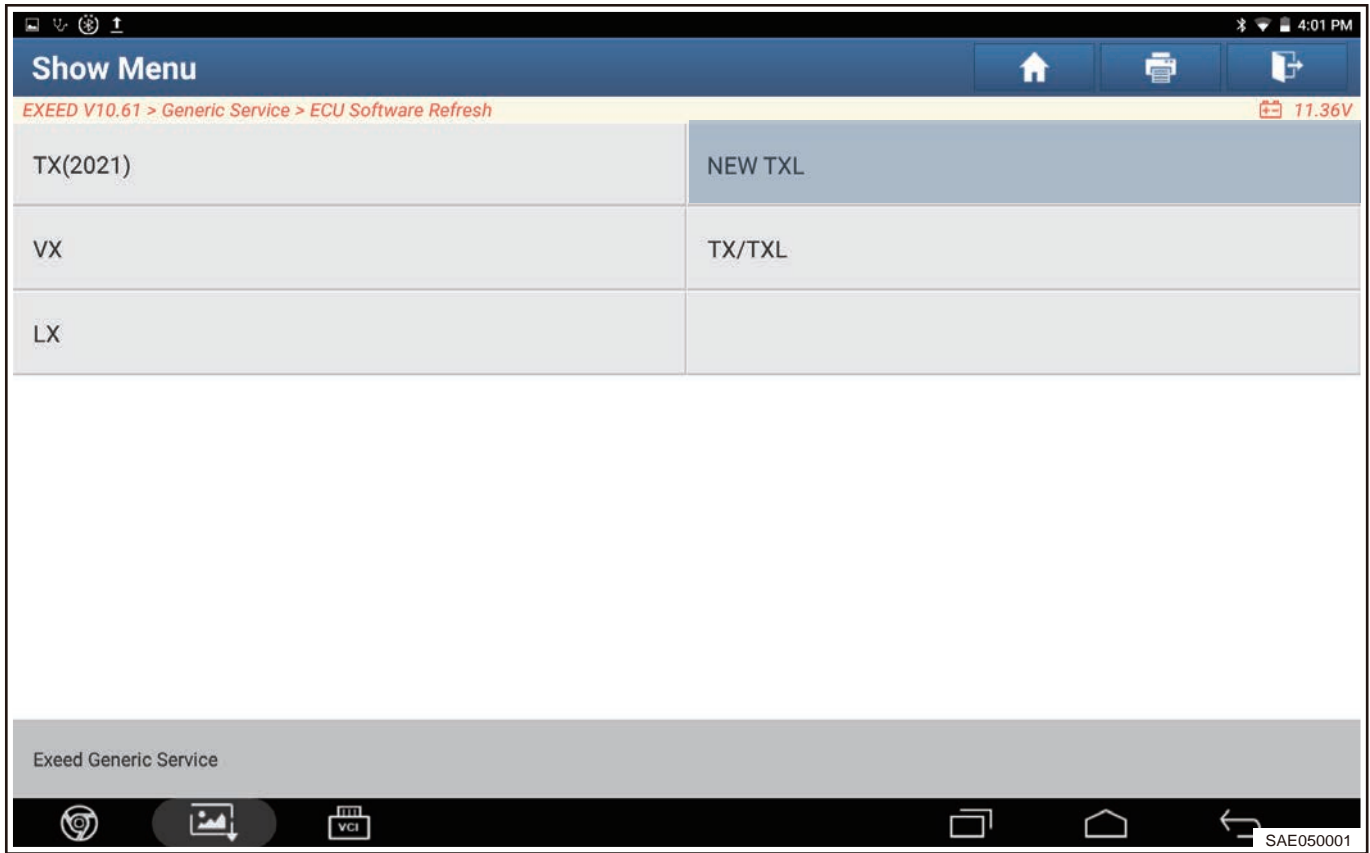 4:01 PM
Show Menu
EXEED V10.61 > Generic Service > ECU Software Refresh
11.36V
TX(2021)
NEW TXL
VX
TX/TXL
LX
Exeed Generic Service
VCI
SAE050001